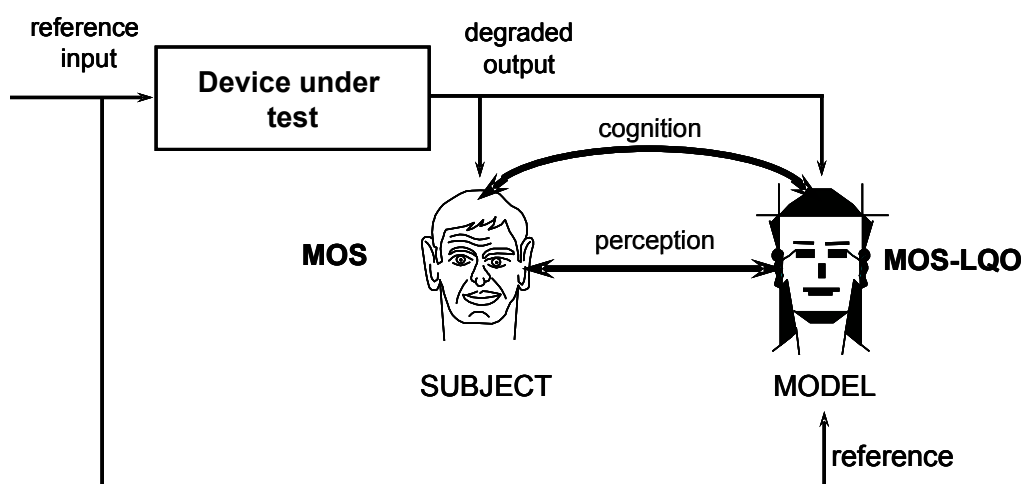 reference
input
Device under
test
degraded
output
cognition
perception
MOS
MOS-LQO
SUBJECT
MODEL
reference